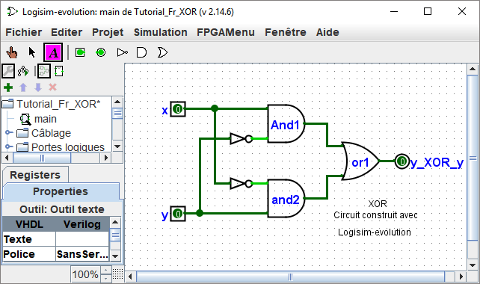 Logisim-evolution: main de Tutorial_Fr_XOR (v 2.14.6)
Fichier Editer Projet Simulation FPGAMenu Fenêtre Aide
A
Tutorial_Fr_XOR*
main
Câblage
Portes logiques
Registers
Properties
Outil: Outil texte
VHDL Verilog
Texte
Police SansSer...
100%
x 0
And1
or1
0 y_XOR_y
and2
y 0
XOR
Circuit construit avec
Logisim-evolution